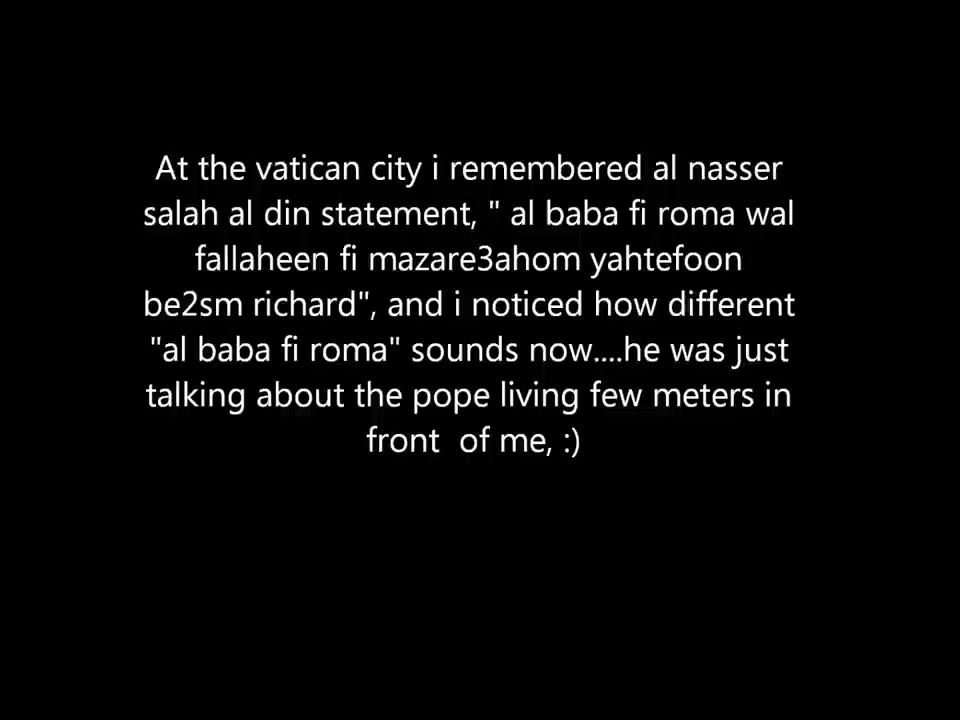 At the vatican city i remembered al nasser
salah al din statement, " al baba fi roma wal
fallaheen fi mazare3ahom yahtefoon
be2sm richard", and i noticed how different
"al baba fi roma" sounds now....he was just
talking about the pope living few meters in
front  of me, :)